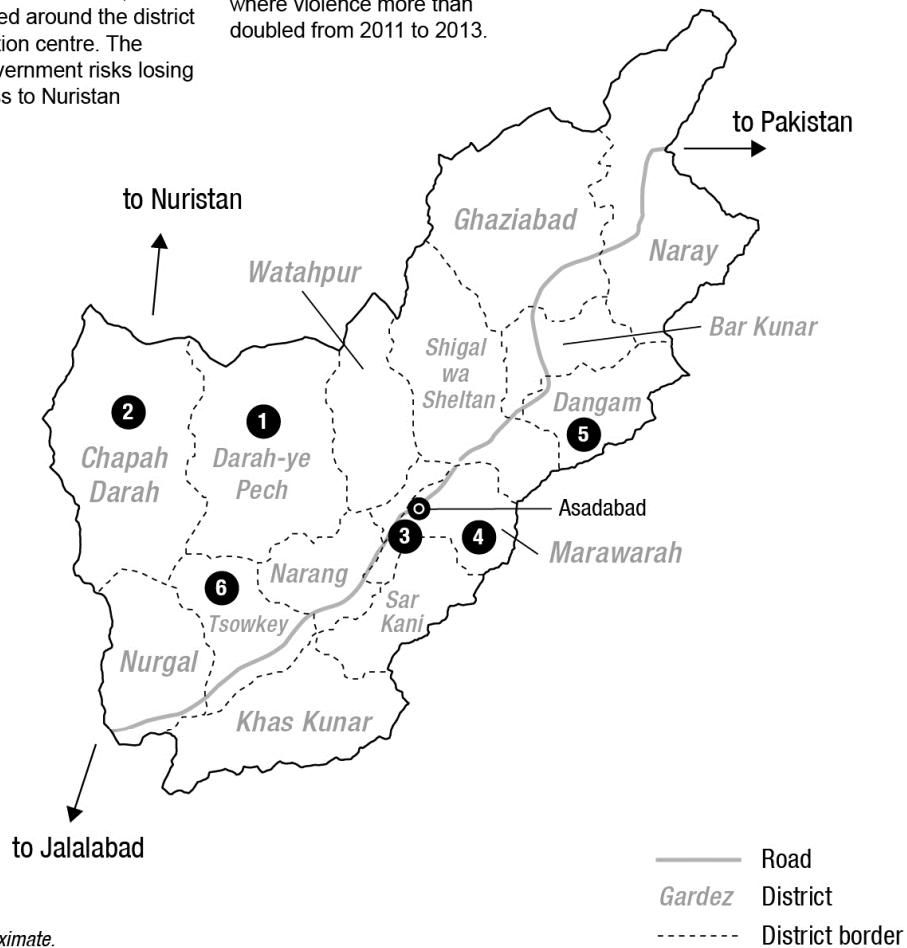 ed around the district
tion centre. The
vernment risks losing
s to Nuristan
where violence more than
doubled from 2011 to 2013.
to Pakistan
to Nuristan
Ghaziabad
Naray
Watahpur
Bar Kunar
Shigal
wa
Sheltan
2
Chapah
Darah
1
Darah-ye
Pech
Dangam
5
Asadabad
3
4
Marawarah
Narang
6
Tsowkey
Sar
Kani
Nurgal
Khas Kunar
to Jalalabad
Road
Gardez District
District border
ximate.